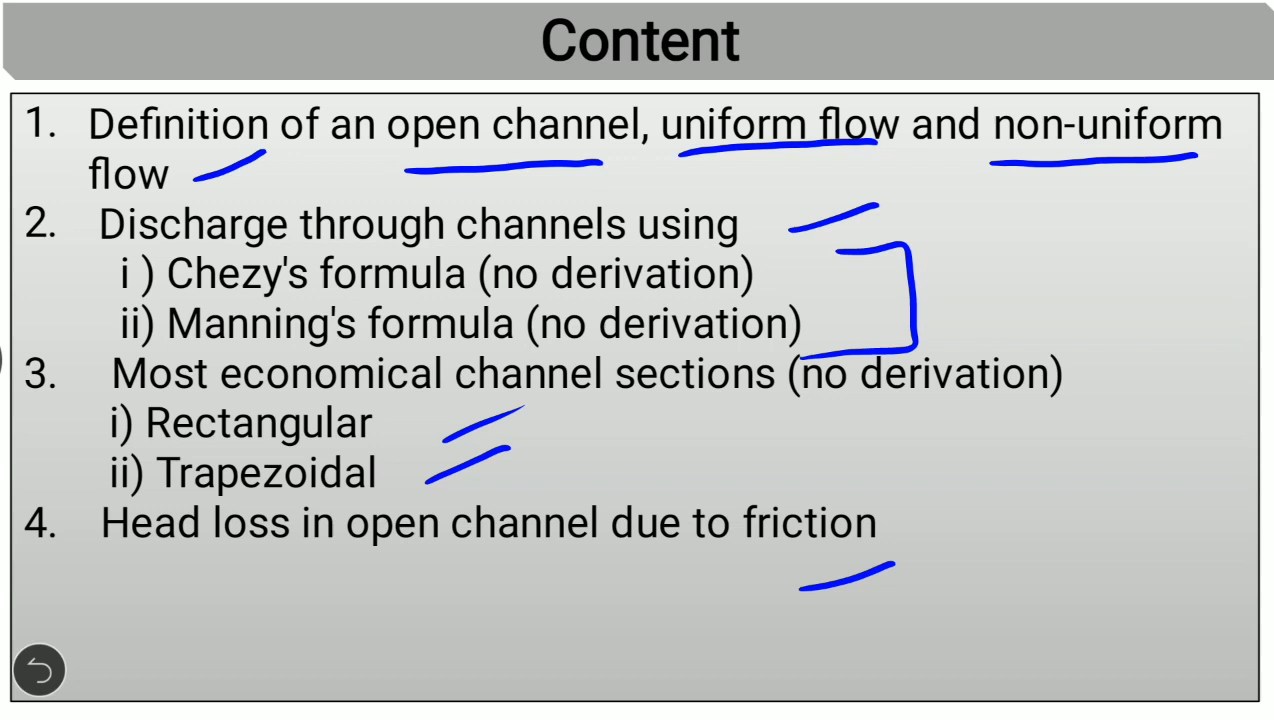 Content
1. Definition of an open channel, uniform flow and non-uniform
flow
2. Discharge through channels using
i ) Chezy's formula (no derivation)
ii) Manning's formula (no derivation)
3. Most economical channel sections (no derivation)
i) Rectangular
ii) Trapezoidal
4. Head loss in open channel due to friction